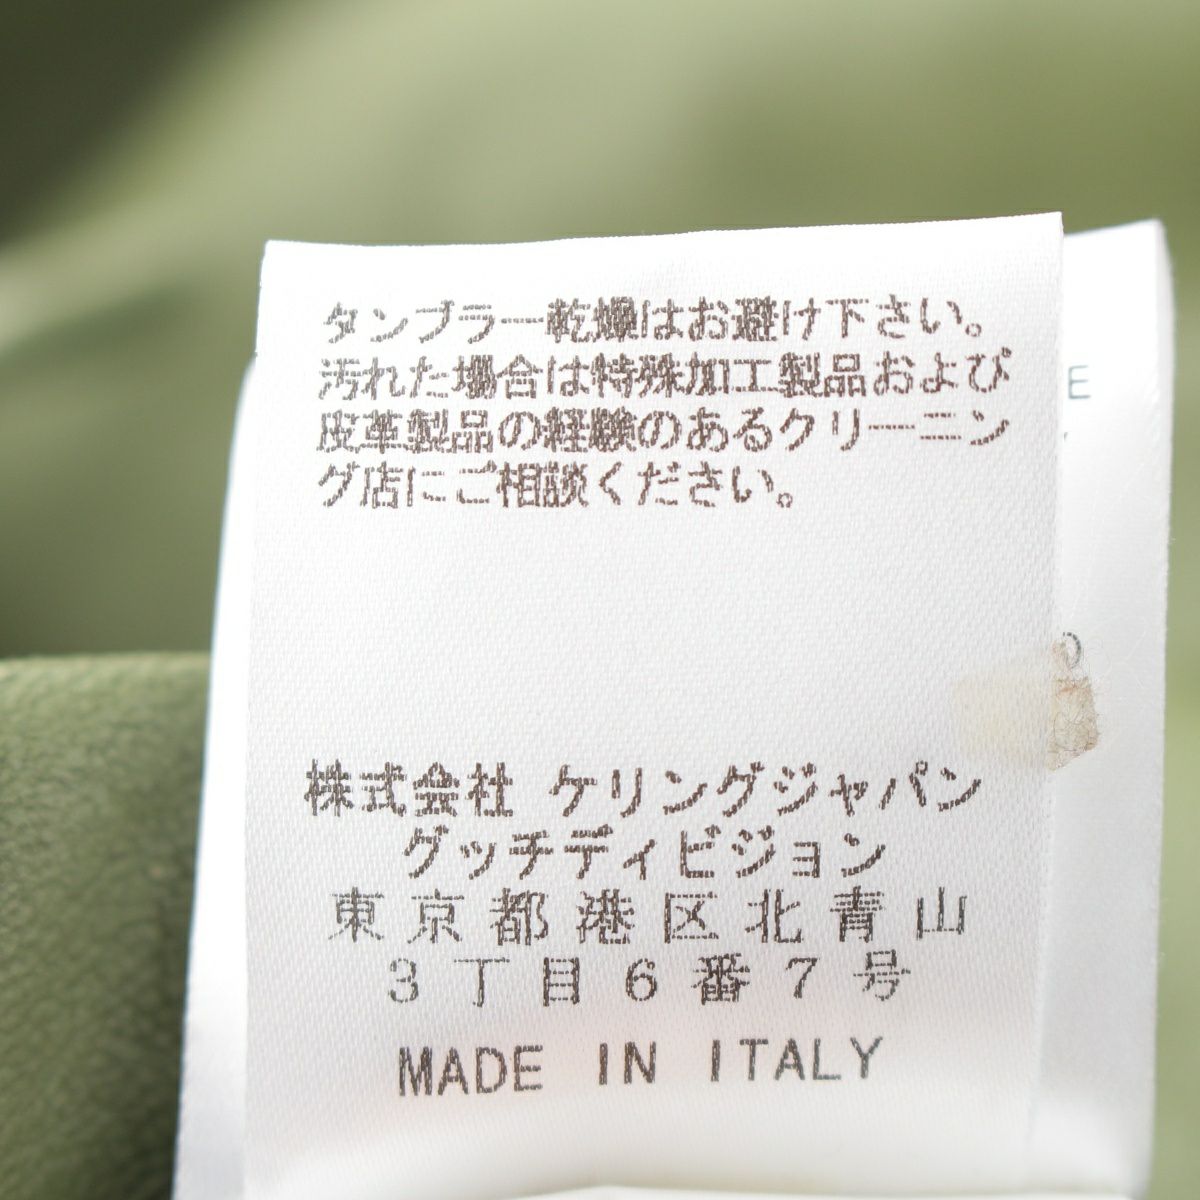 タンブラー乾燥はお避け下さい。
汚れた場合は特殊加工製品および
皮革製品の経験のあるクリーニン
グ店にご相談ください。
株式会社 ケリングジャパン
グッチディビジョン
東京都港区北青山
3丁目6番7号
MADE IN ITALY
E